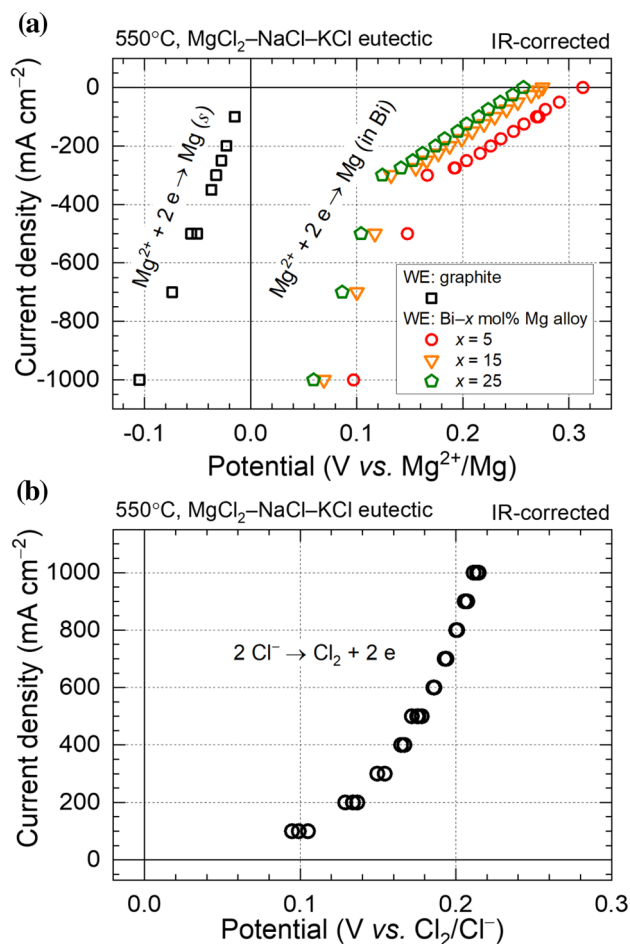 (a)
550°C, MgCl₂–NaCl–KCl eutectic IR-corrected
Current density (mA cm⁻²)
0
-200
-400
-600
-800
-1000
Mg²⁺ + 2 e → Mg (s)
Mg²⁺ + 2 e → Mg (in Bi)
WE: graphite
WE: Bi–x mol% Mg alloy
x = 5
x = 15
x = 25
-0.1 0.0 0.1 0.2 0.3
Potential (V vs. Mg²⁺/Mg)
(b)
550°C, MgCl₂–NaCl–KCl eutectic IR-corrected
Current density (mA cm⁻²)
1000
800
600
400
200
0
2 Cl⁻ → Cl₂ + 2 e
0.0 0.1 0.2 0.3
Potential (V vs. Cl₂/Cl⁻)